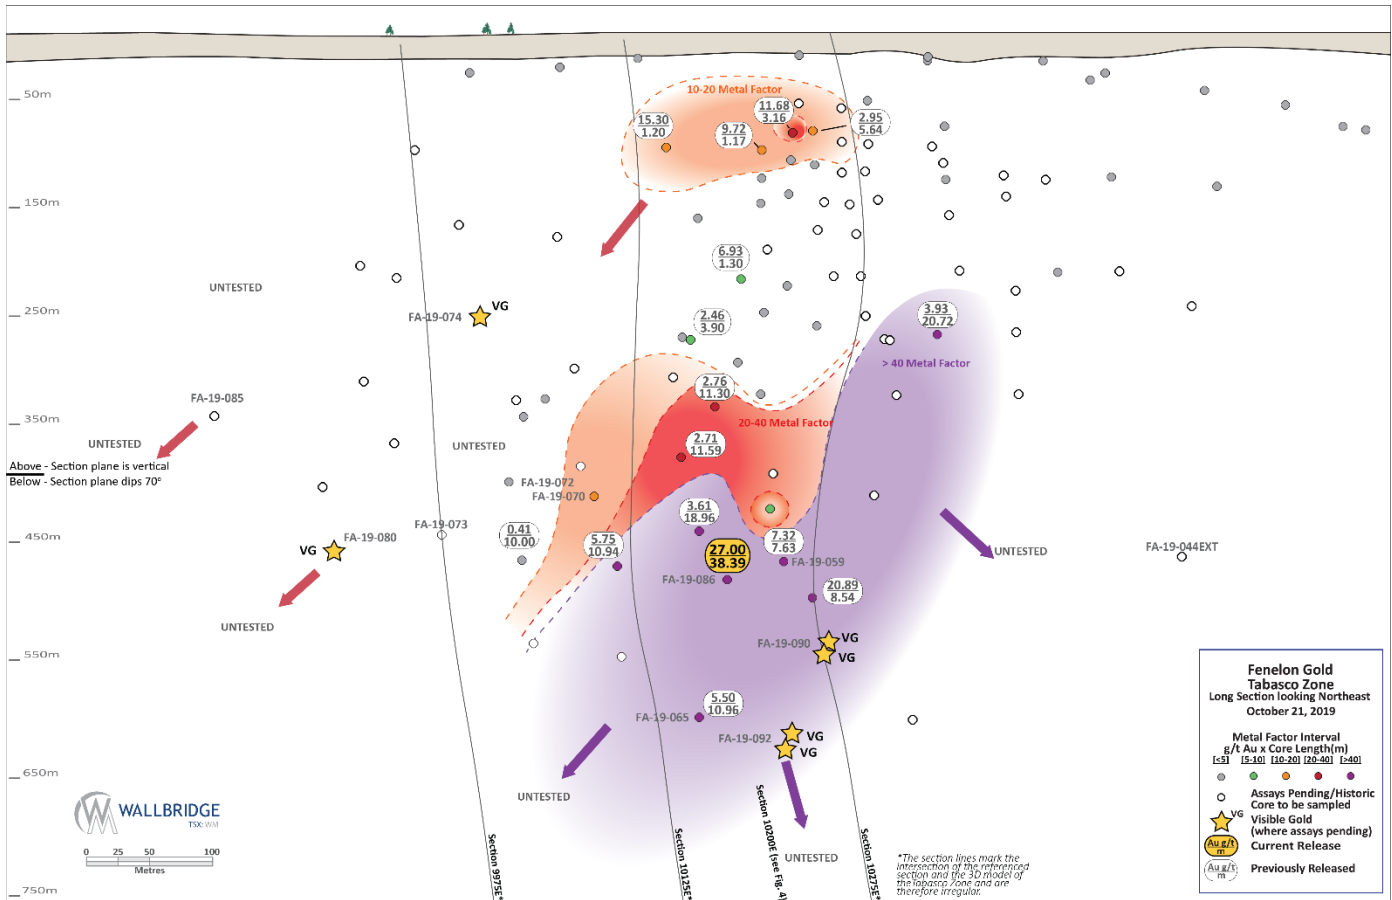 50m
10-20 Metal Factor
15.30
1.20
9.72
1.17
11.68
3.16
2.95
5.64
150m
6.93
1.30
UNTESTED
250m
FA-19-074
VG
2.46
3.90
3.93
20.72
> 40 Metal Factor
2.76
11.30
FA-19-085
350m
20-40 Metal Factor
UNTESTED
UNTESTED
2.71
11.59
Above - Section plane is vertical
Below - Section plane dips 70°
FA-19-072
FA-19-070
3.61
18.96
FA-19-073
450m
VG
FA-19-080
0.41
10.00
5.75
10.94
27.00
38.39
7.32
7.63
FA-19-059
FA-19-086
UNTESTED
FA-19-044EXT
20.89
8.54
UNTESTED
550m
FA-19-090
VG
VG
5.50
10.96
FA-19-065
FA-19-092
VG
VG
650m
UNTESTED
UNTESTED
750m
Section 9975E*
Section 10125E*
Section 10200E (see Fig. 4)
Section 10275E*
WALLBRIDGE
TSX: WM
0 25 50 100
Metres
*The section lines mark the
intersection of the referenced
section and the 3D model of
the Tabasco Zone and are
therefore irregular.
Fenelon Gold
Tabasco Zone
Long Section looking Northeast
October 21, 2019
Metal Factor Interval
g/t Au x Core Length(m)
[<5] [5-10] [10-20] [20-40] [>40]
Assays Pending/Historic
Core to be sampled
VG
Visible Gold
(where assays pending)
Au g/t
m
Current Release
Au g/t
m
Previously Released